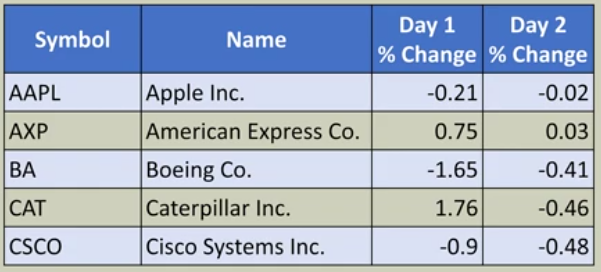 Symbol Name Day 1 % Change Day 2 % Change
AAPL Apple Inc. -0.21 -0.02
AXP American Express Co. 0.75 0.03
BA Boeing Co. -1.65 -0.41
CAT Caterpillar Inc. 1.76 -0.46
CSCO Cisco Systems Inc. -0.9 -0.48